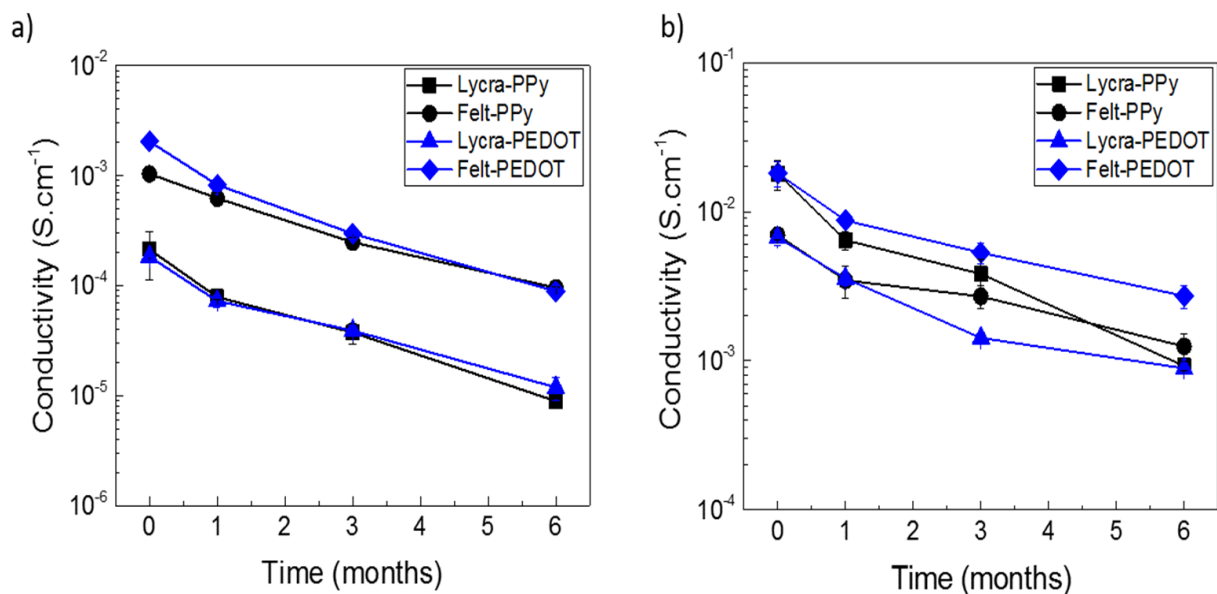 a)
Conductivity (S.cm⁻¹)
10⁻²
10⁻³
10⁻⁴
10⁻⁵
10⁻⁶
Lycra-PPy
Felt-PPy
Lycra-PEDOT
Felt-PEDOT
0 1 2 3 4 5 6
Time (months)
b)
Conductivity (S.cm⁻¹)
10⁻¹
10⁻²
10⁻³
10⁻⁴
Lycra-PPy
Felt-PPy
Lycra-PEDOT
Felt-PEDOT
0 1 2 3 4 5 6
Time (months)